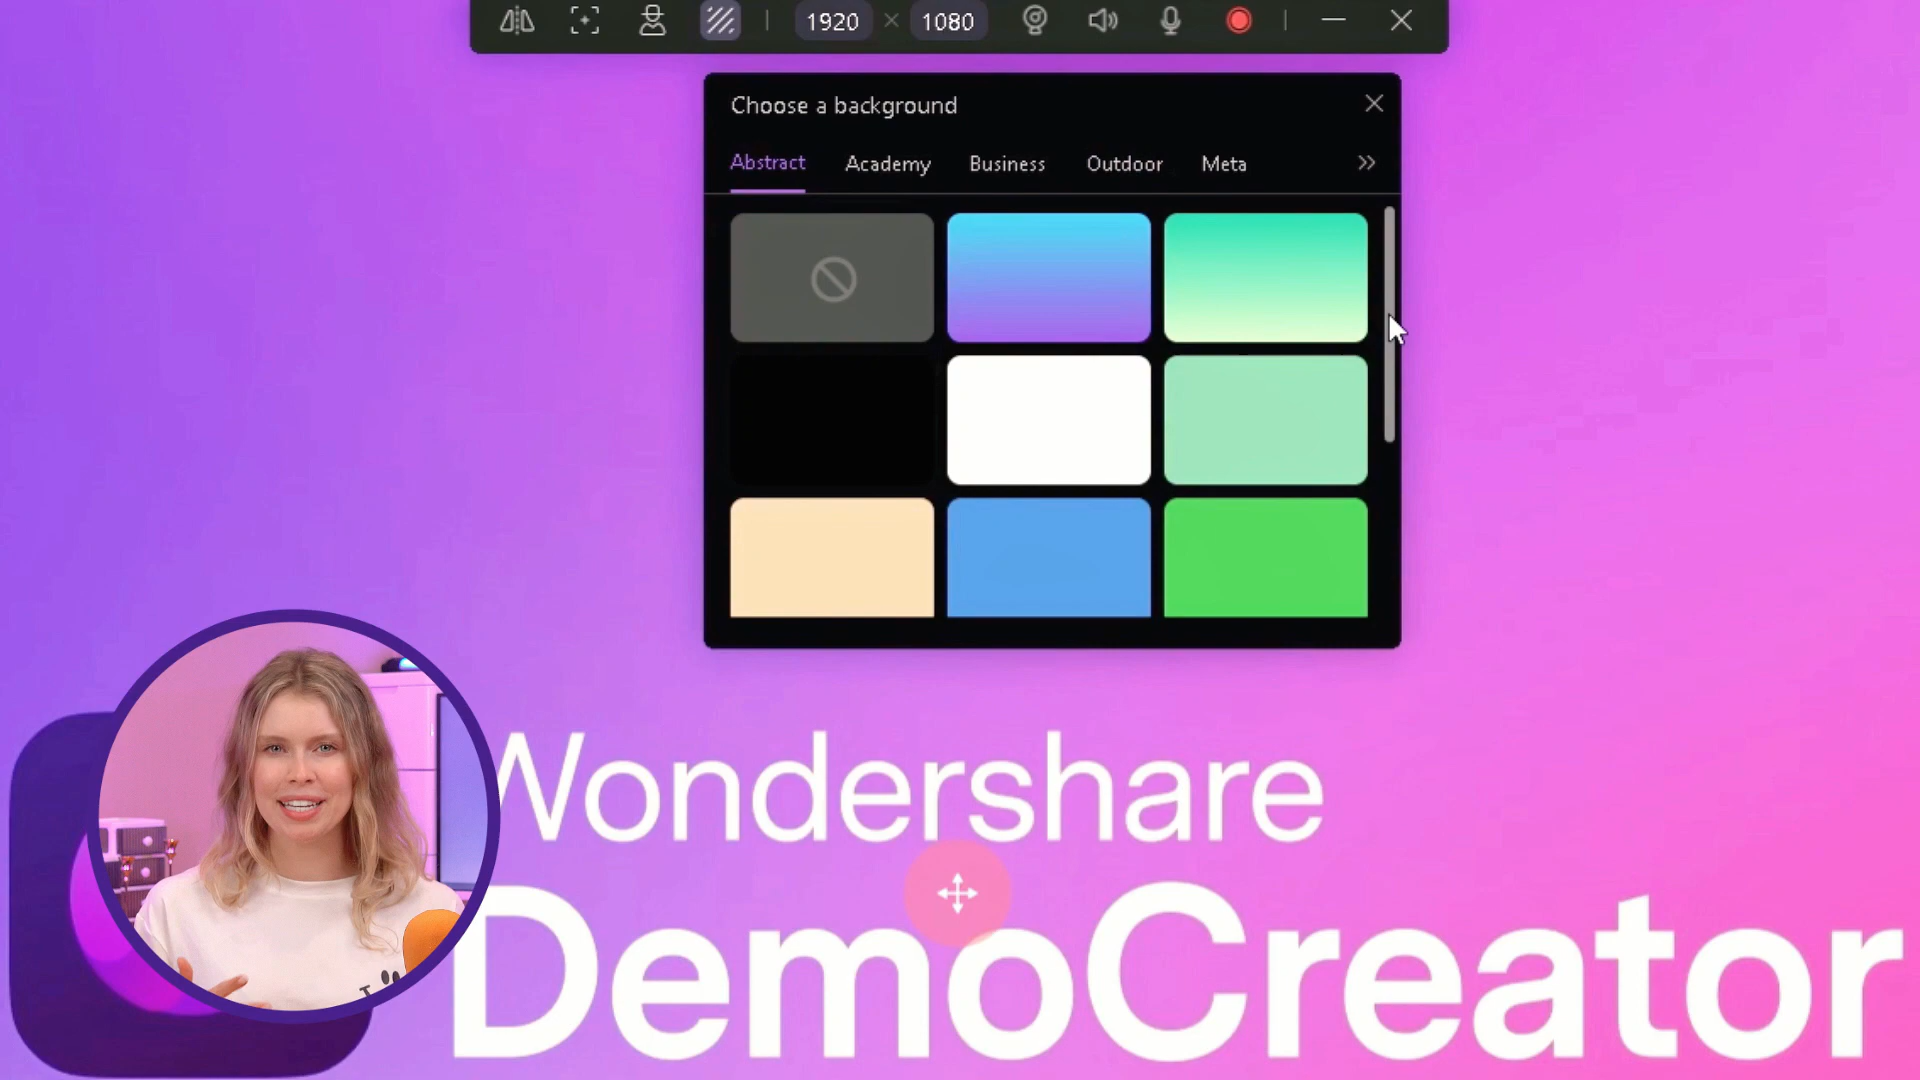 1920 × 1080
Choose a background
Abstract Academy Business Outdoor Meta
Wondershare
DemoCreator